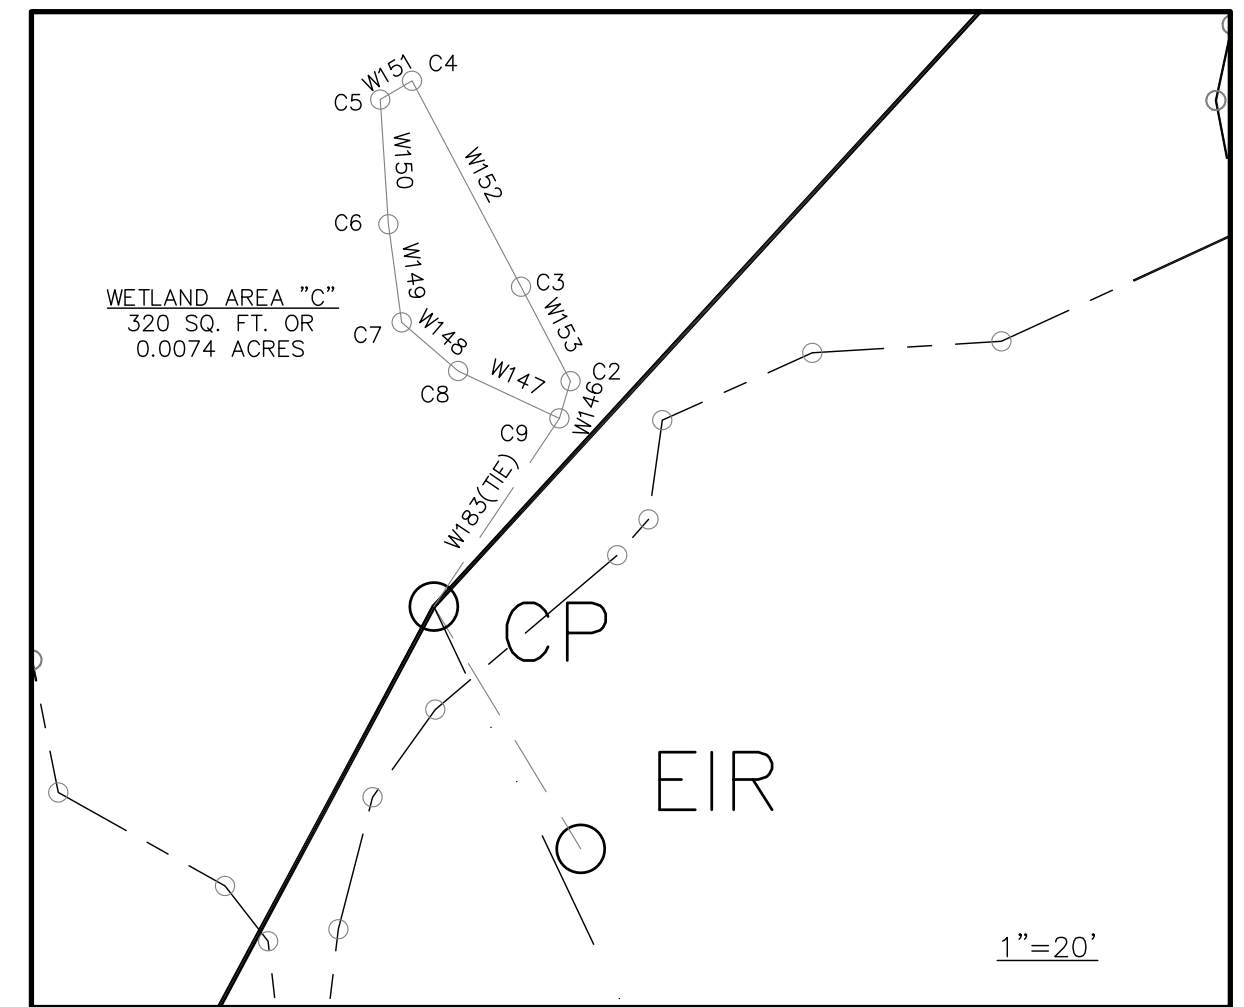 W151
C4
C5
W150
W152
C6
W149
C3
WETLAND AREA "C"
320 SQ. FT. OR
0.0074 ACRES
C7
W148
W153
W147
C2
C8
W146
C9
W183(TIE)
CP
EIR
1"=20'